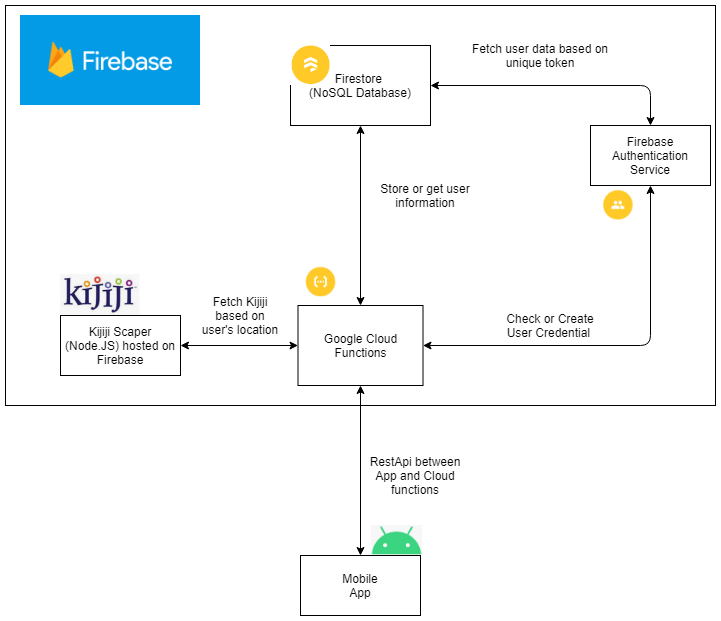 Firebase
Firestore
(NoSQL Database)
Fetch user data based on
unique token
Firebase
Authentication
Service
Store or get user
information
kijiji
Kijiji Scaper
(Node.JS) hosted on
Firebase
Fetch Kijiji
based on
user's location
Google Cloud
Functions
Check or Create
User Credential
RestApi between
App and Cloud
functions
Mobile
App